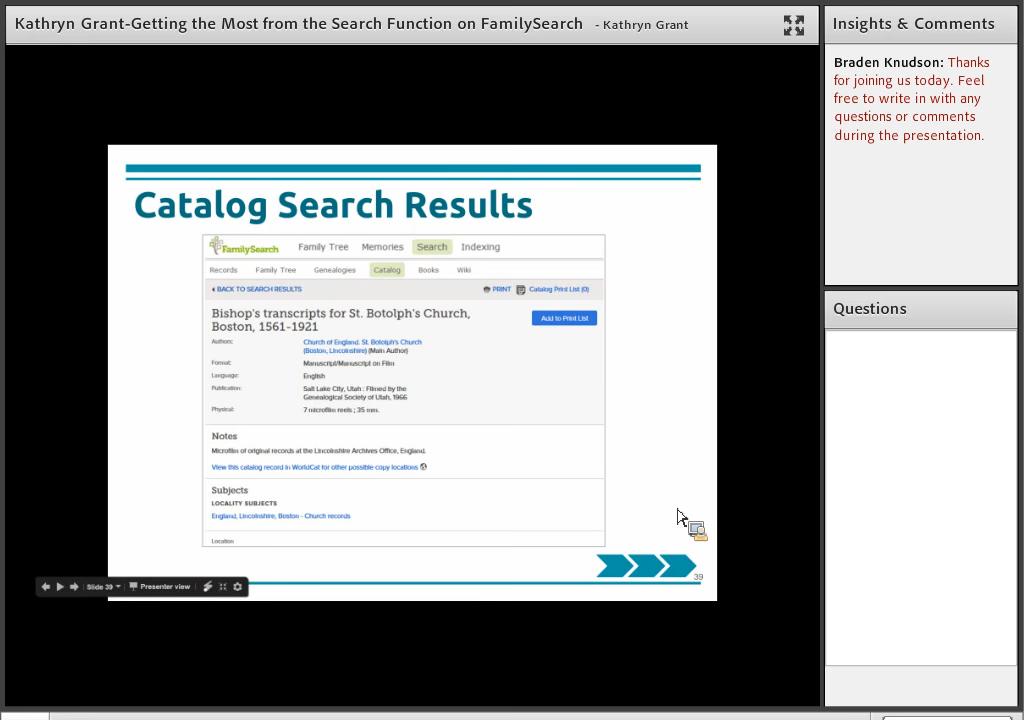 Kathryn Grant-Getting the Most from the Search Function on FamilySearch - Kathryn Grant
Catalog Search Results
FamilySearch Family Tree Memories Search Indexing
Records Family Tree Genealogies Catalog Books Wiki
BACK TO SEARCH RESULTS PRINT Catalog Print List (0)
Bishop's transcripts for St. Botolph's Church,
Boston, 1561-1921
Add to Print List
Authors: Church of England. St. Botolph's Church
(Boston, Lincolnshire) (Main Author)
Format: Manuscript/Manuscript on Film
Language: English
Publication: Salt Lake City, Utah : Filmed by the
Genealogical Society of Utah, 1966
Physical: 7 microfilm reels ; 35 mm.
Notes
Microfilm of original records at the Lincolnshire Archives Office, England.
View this catalog record in WorldCat for other possible copy locations
Subjects
LOCALITY SUBJECTS
England, Lincolnshire, Boston - Church records
Location
39
Slide 39 Presenter view
Insights & Comments
Braden Knudson: Thanks
for joining us today. Feel
free to write in with any
questions or comments
during the presentation.
Questions